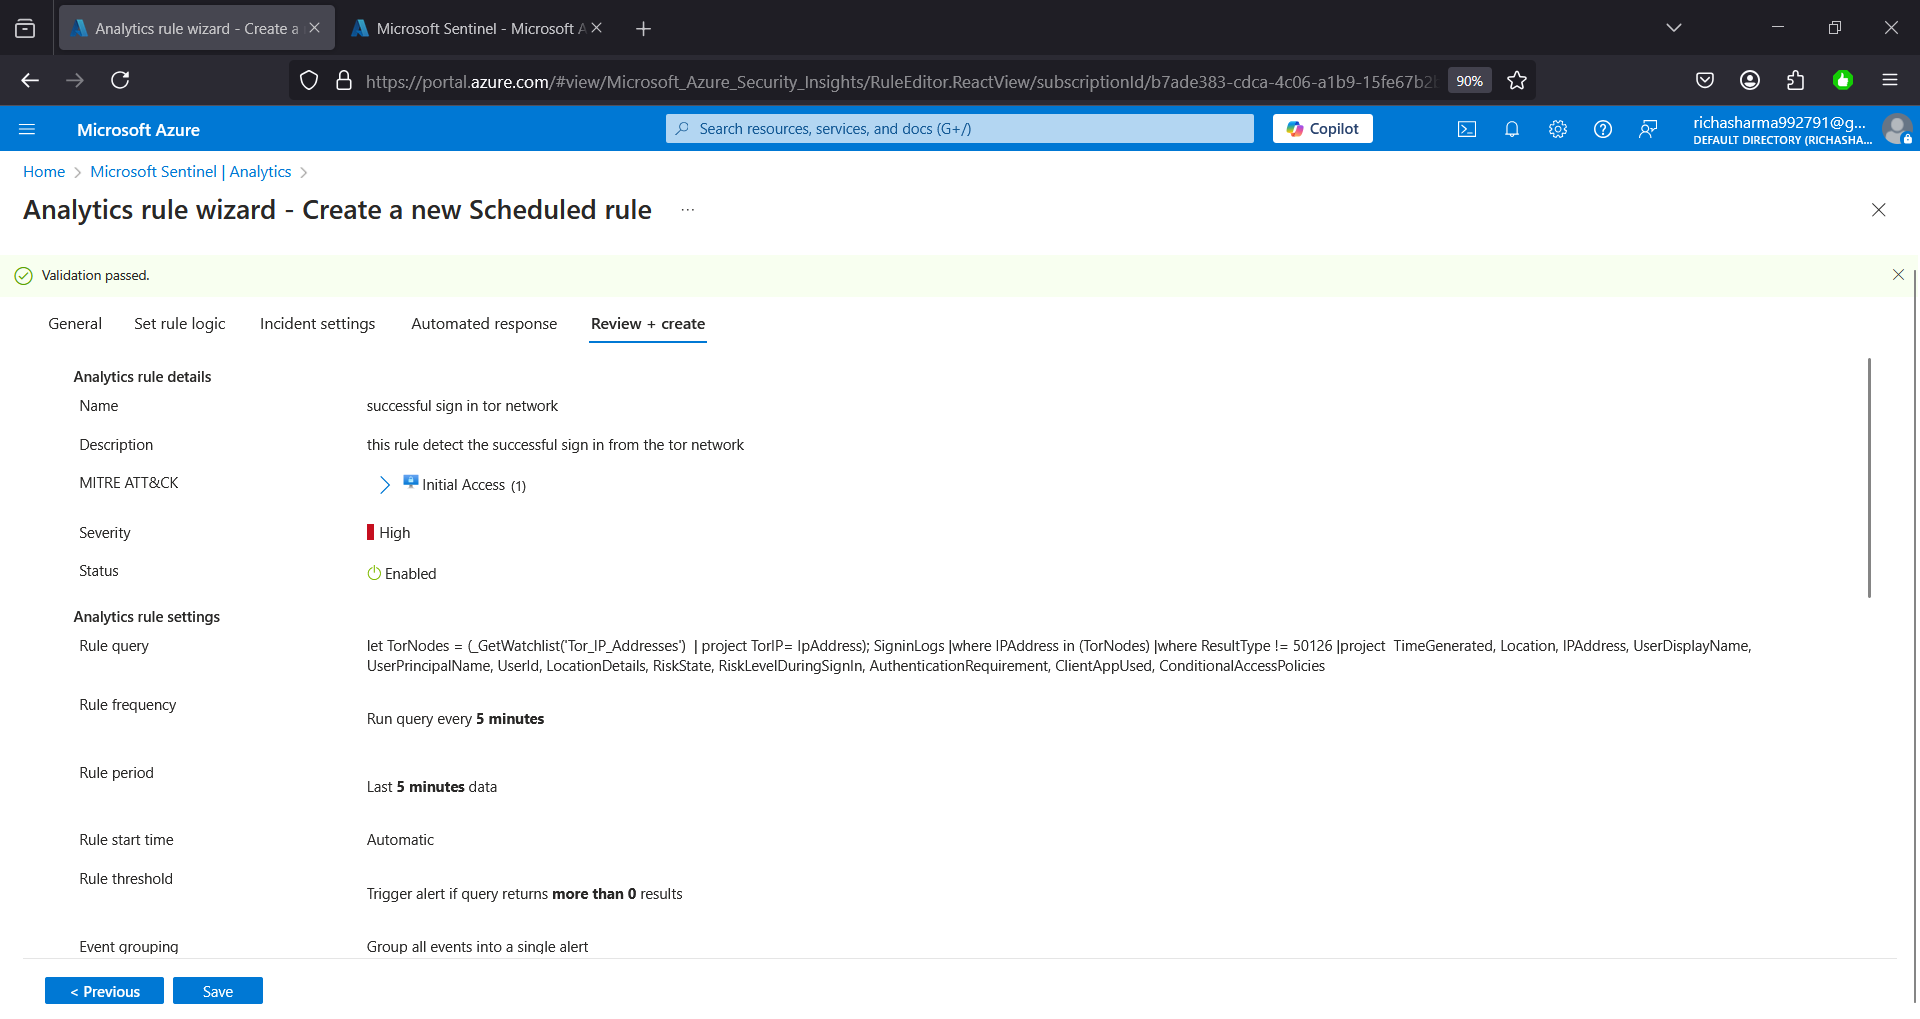 Analytics rule wizard - Create a
Microsoft Sentinel - Microsoft A
https://portal.azure.com/#view/Microsoft_Azure_Security_Insights/RuleEditor.ReactView/subscriptionId/b7ade383-cdca-4c06-a1b9-15fe67b2b
90%
Microsoft Azure
Search resources, services, and docs (G+/)
Copilot
richasharma992791@g...
DEFAULT DIRECTORY (RICHASHA...
Home > Microsoft Sentinel | Analytics >
Analytics rule wizard - Create a new Scheduled rule ...
Validation passed.
General Set rule logic Incident settings Automated response Review + create
Analytics rule details
Name successful sign in tor network
Description this rule detect the successful sign in from the tor network
MITRE ATT&CK Initial Access (1)
Severity High
Status Enabled
Analytics rule settings
Rule query let TorNodes = (_GetWatchlist('Tor_IP_Addresses') | project TorIP= IpAddress); SigninLogs |where IPAddress in (TorNodes) |where ResultType != 50126 |project TimeGenerated, Location, IPAddress, UserDisplayName,
UserPrincipalName, UserId, LocationDetails, RiskState, RiskLevelDuringSignIn, AuthenticationRequirement, ClientAppUsed, ConditionalAccessPolicies
Rule frequency
Run query every 5 minutes
Rule period
Last 5 minutes data
Rule start time Automatic
Rule threshold
Trigger alert if query returns more than 0 results
Event grouping Group all events into a single alert
< Previous Save